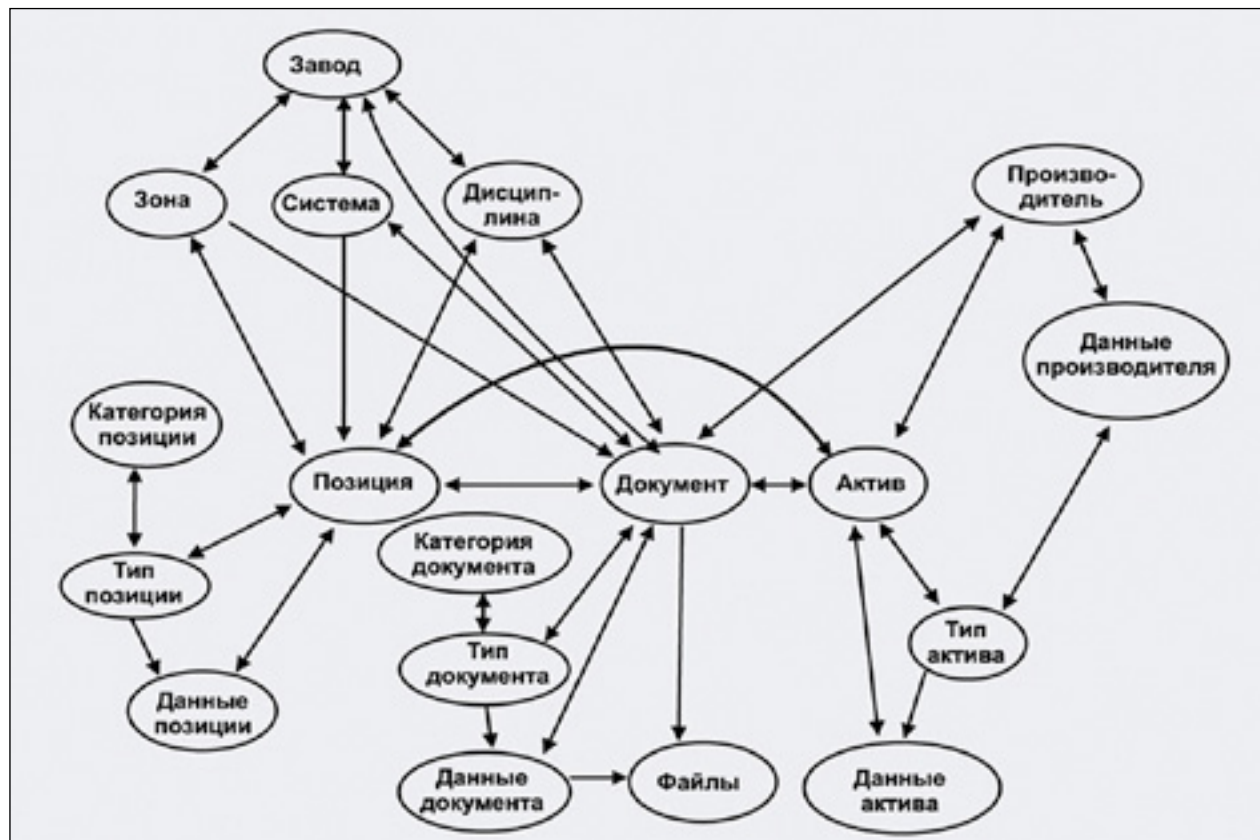 Завод
Зона
Система
Дисцип-
лина
Произво-
дитель
Данные
производителя
Категория
позиции
Позиция
Документ
Актив
Категория
документа
Тип
позиции
Тип
документа
Тип
актива
Данные
позиции
Данные
документа
Файлы
Данные
актива